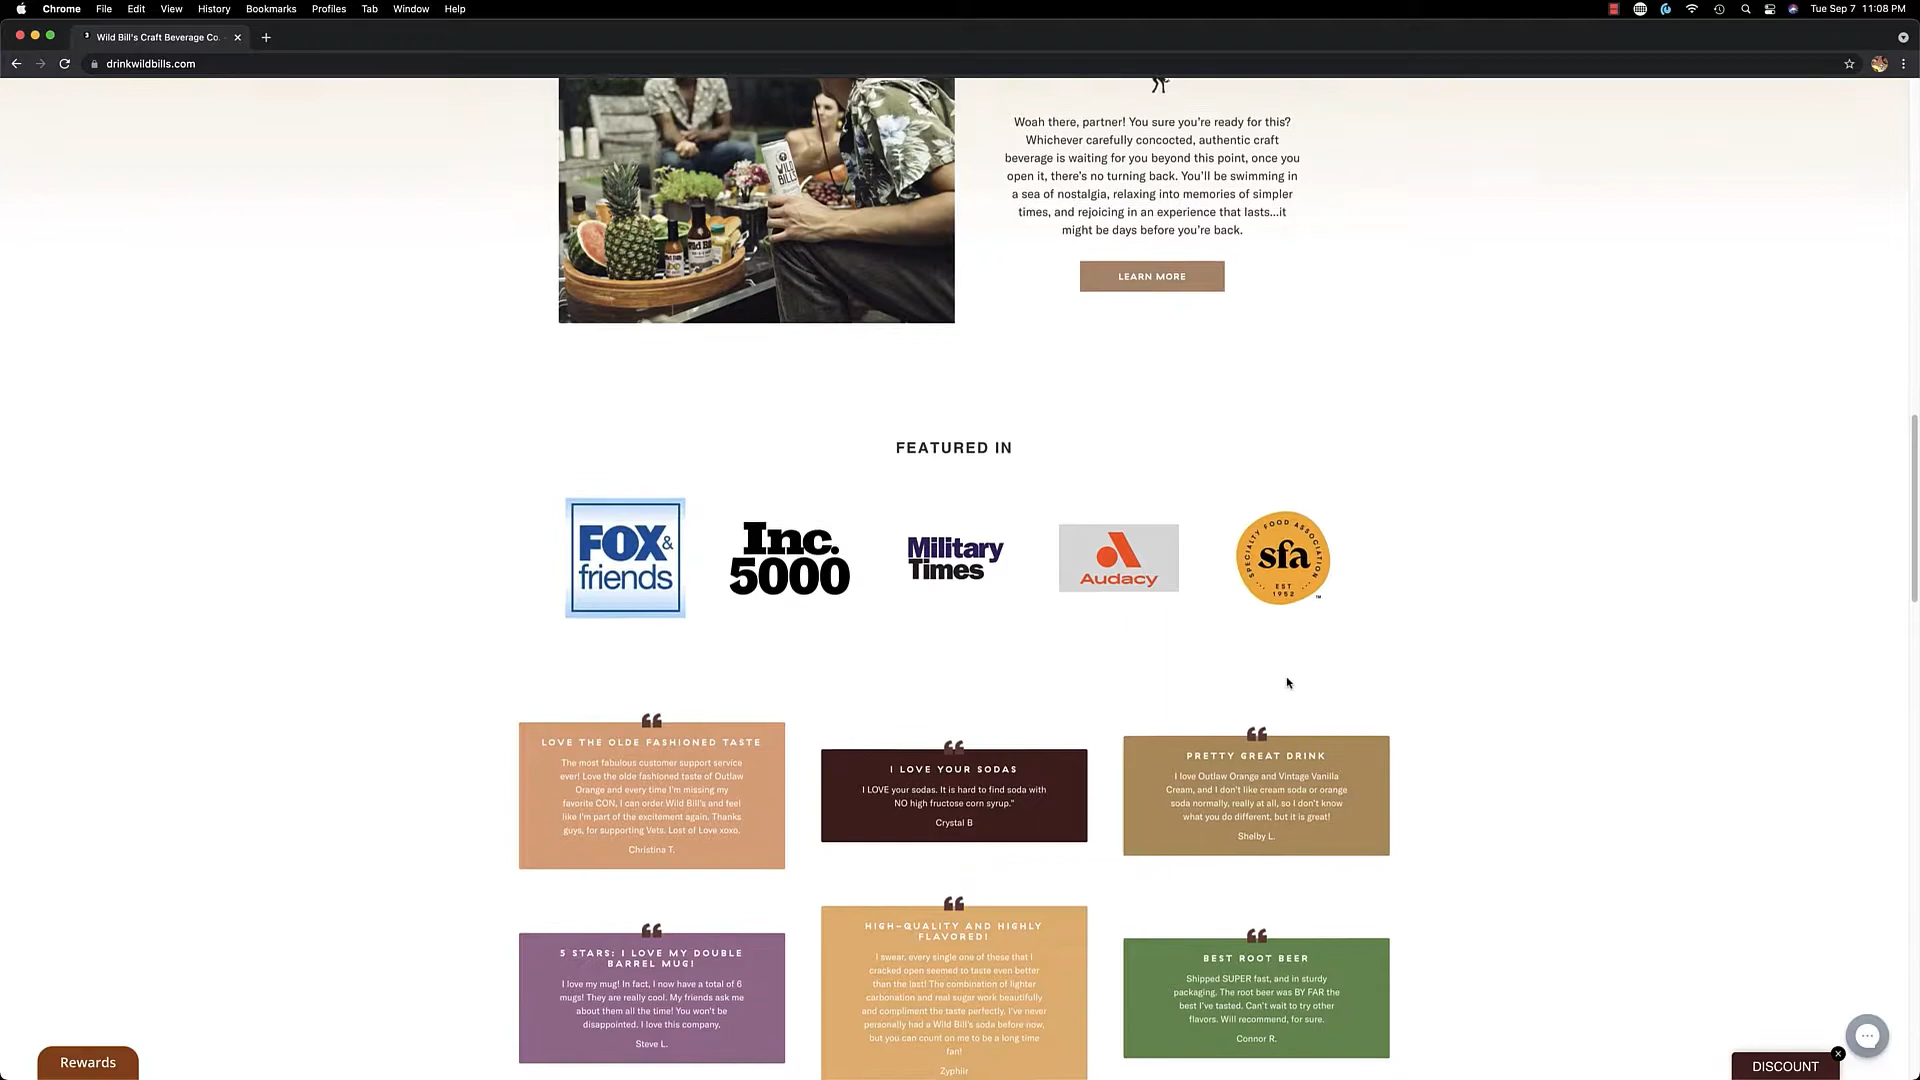 Chrome File Edit View History Bookmarks Profiles Tab Window Help
Tue Sep 7 11:08 PM
Wild Bill's Craft Beverage Co.
drinkwildbills.com
WILD
BILL'S
Wild Bill's
Woah there, partner! You sure you're ready for this?
Whichever carefully concocted, authentic craft
beverage is waiting for you beyond this point, once you
open it, there's no turning back. You'll be swimming in
a sea of nostalgia, relaxing into memories of simpler
times, and rejoicing in an experience that lasts...it
might be days before you're back.
LEARN MORE
FEATURED IN
FOX&
friends
Inc.
5000
Military
Times
Audacy
SPECIALTY FOOD ASSOCIATION
sfa
EST
1952
TM
LOVE THE OLDE FASHIONED TASTE
The most fabulous customer support service
ever! Love the olde fashioned taste of Outlaw
Orange and every time I'm missing my
favorite CON, I can order Wild Bill's and feel
like I'm part of the excitement again. Thanks
guys, for supporting Vets. Lost of Love xoxo.
Christina T.
I LOVE YOUR SODAS
I LOVE your sodas. It is hard to find soda with
NO high fructose corn syrup."
Crystal B
PRETTY GREAT DRINK
I love Outlaw Orange and Vintage Vanilla
Cream, and I don't like cream soda or orange
soda normally, really at all, so I don't know
what you do different, but it is great!
Shelby L.
5 STARS: I LOVE MY DOUBLE
BARREL MUG!
I love my mug! In fact, I now have a total of 6
mugs! They are really cool. My friends ask me
about them all the time! You won't be
disappointed. I love this company.
Steve L.
HIGH-QUALITY AND HIGHLY
FLAVORED!
I swear, every single one of these that I
cracked open seemed to taste even better
than the last! The combination of lighter
carbonation and real sugar work beautifully
and compliment the taste perfectly. I've never
personally had a Wild Bill's soda before now,
but you can count on me to be a long time
fan!
Zyphiir
BEST ROOT BEER
Shipped SUPER fast, and in sturdy
packaging. The root beer was BY FAR the
best I've tasted. Can't wait to try other
flavors. Will recommend, for sure.
Connor R.
Rewards
DISCOUNT